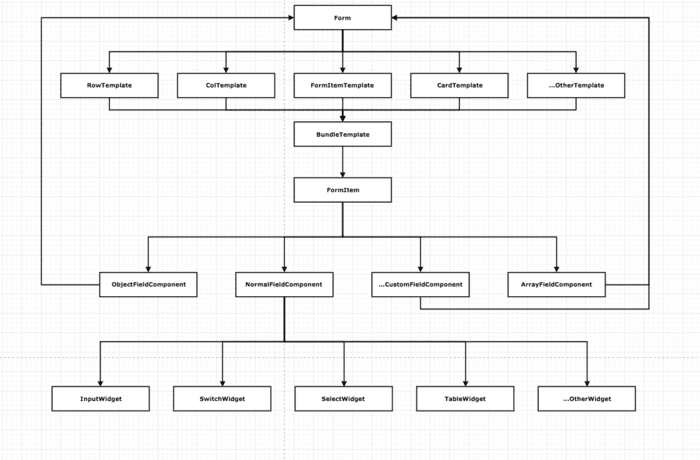 Form
RowTemplate
ColTemplate
FormItemTemplate
CardTemplate
...OtherTemplate
BundleTemplate
FormItem
ObjectFieldComponent
NormalFieldComponent
...CustomFieldComponent
ArrayFieldComponent
InputWidget
SwitchWidget
SelectWidget
TableWidget
...OtherWidget